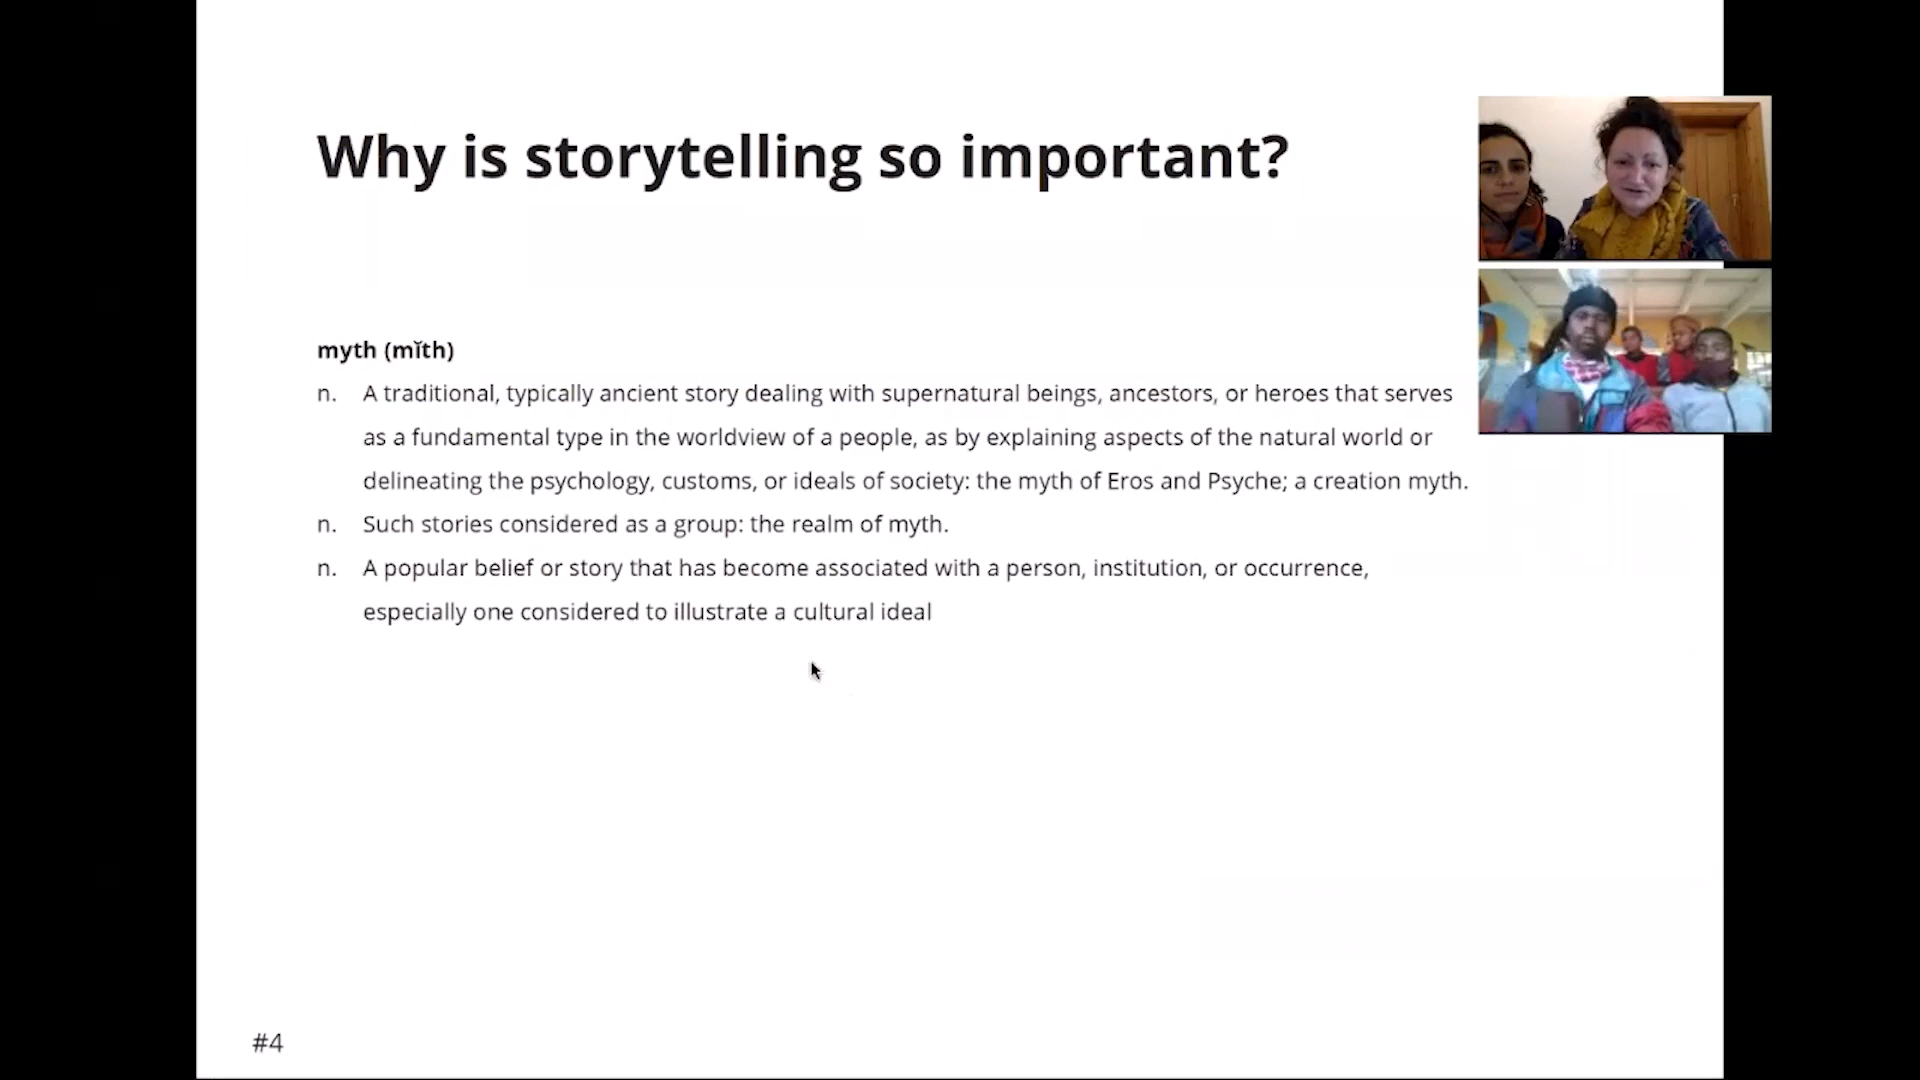 Why is storytelling so important?
myth (mĭth)
n. A traditional, typically ancient story dealing with supernatural beings, ancestors, or heroes that serves
as a fundamental type in the worldview of a people, as by explaining aspects of the natural world or
delineating the psychology, customs, or ideals of society: the myth of Eros and Psyche; a creation myth.
n. Such stories considered as a group: the realm of myth.
n. A popular belief or story that has become associated with a person, institution, or occurrence,
especially one considered to illustrate a cultural ideal
#4